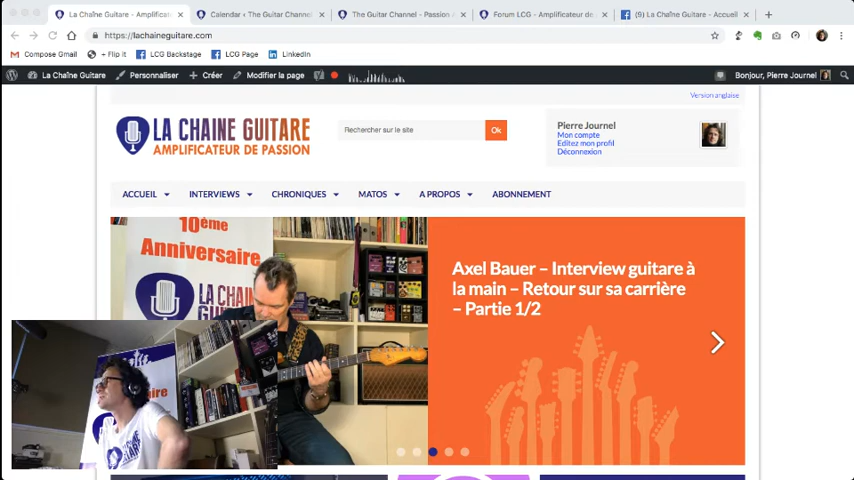 La Chaîne Guitare - Amplificat
Calendar ‹ The Guitar Channel
The Guitar Channel - Passion A
Forum LCG - Amplificateur de
(9) La Chaîne Guitare - Accueil
https://lachaineguitare.com
Compose Gmail
+ Flip it
LCG Backstage
LCG Page
LinkedIn
La Chaîne Guitare
Personnaliser
Créer
Modifier la page
Bonjour, Pierre Journel
Version anglaise
LA CHAINE GUITARE
AMPLIFICATEUR DE PASSION
Rechercher sur le site
Ok
Pierre Journel
Mon compte
Editez mon profil
Déconnexion
ACCUEIL
INTERVIEWS
CHRONIQUES
MATOS
A PROPOS
ABONNEMENT
10ème
Anniversaire
Axel Bauer – Interview guitare à
la main – Retour sur sa carrière
– Partie 1/2